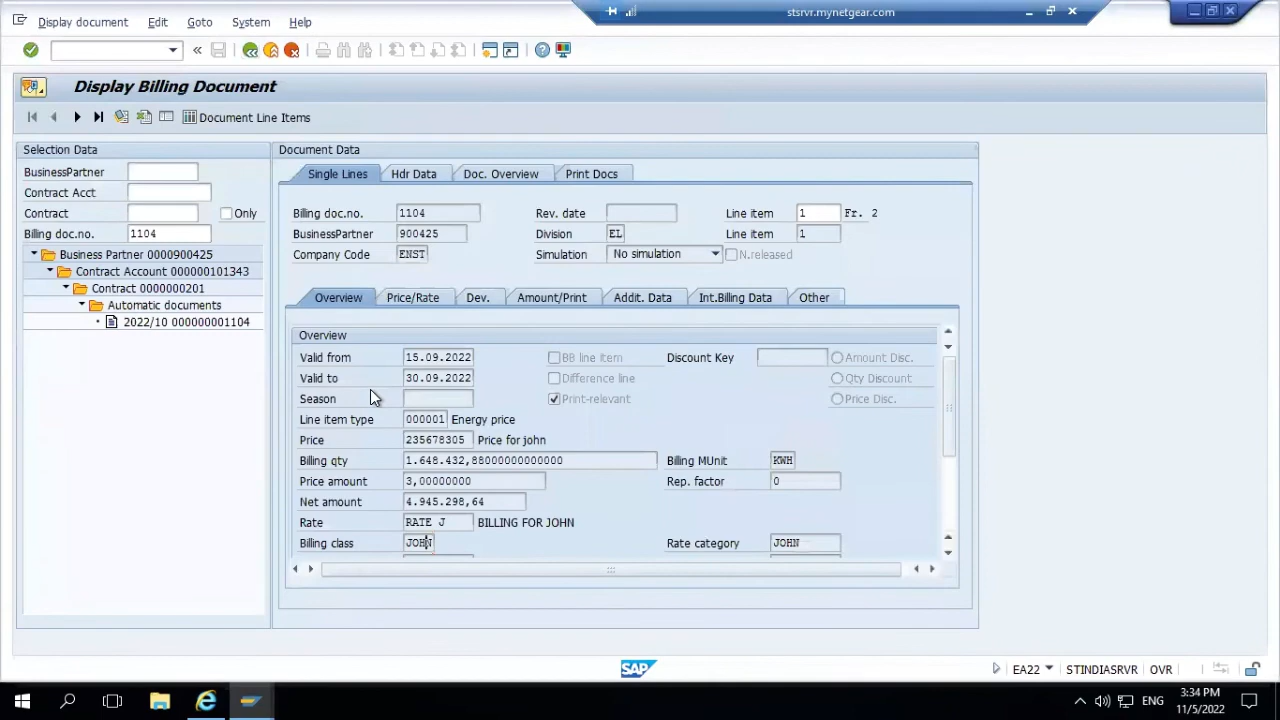 stsrvr.mynetgear.com
Display document Edit Goto System Help
Display Billing Document
Document Line Items
Selection Data
BusinessPartner
Contract Acct
Contract Only
Billing doc.no. 1104
Business Partner 0000900425
Contract Account 000000101343
Contract 0000000201
Automatic documents
2022/10 000000001104
Document Data
Single Lines Hdr Data Doc. Overview Print Docs
Billing doc.no. 1104 Rev. date Line item 1 Fr. 2
BusinessPartner 900425 Division EL Line item 1
Company Code ENST Simulation No simulation N.released
Overview Price/Rate Dev. Amount/Print Addit. Data Int.Billing Data Other
Overview
Valid from 15.09.2022 BB line item Discount Key Amount Disc.
Valid to 30.09.2022 Difference line Qty Discount
Season Print-relevant Price Disc.
Line item type 000001 Energy price
Price 235678305 Price for john
Billing qty 1.648.432,88000000000000 Billing MUnit KWH
Price amount 3,00000000 Rep. factor 0
Net amount 4.945.298,64
Rate RATE J BILLING FOR JOHN
Billing class JOHN Rate category JOHN
SAP
EA22 STINDIASRVR OVR
ENG
3:34 PM
11/5/2022